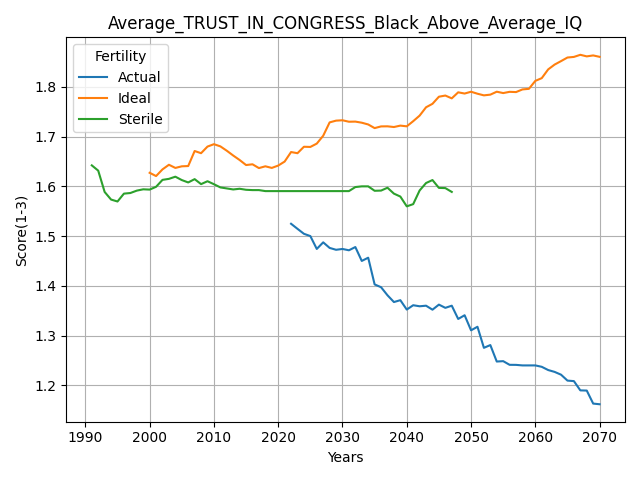 Average_TRUST_IN_CONGRESS_Black_Above_Average_IQ
Fertility
Actual
Ideal
Sterile
Score(1-3)
1.8
1.7
1.6
1.5
1.4
1.3
1.2
1990 2000 2010 2020 2030 2040 2050 2060 2070
Years